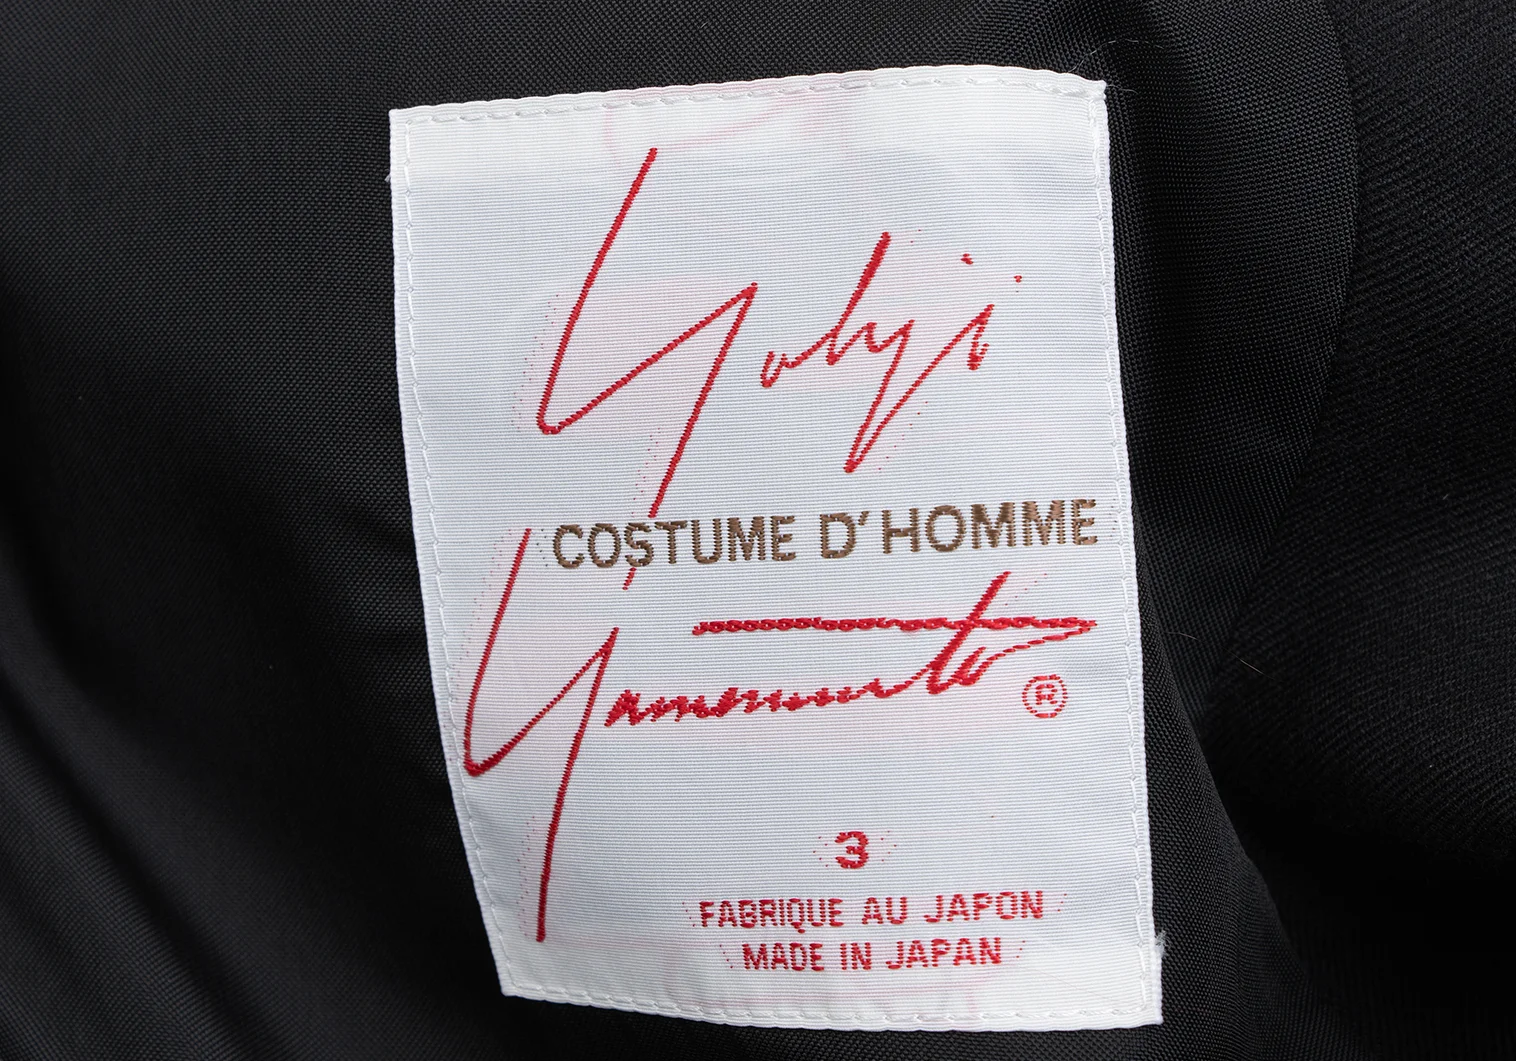 Yohji
COSTUME D'HOMME
Yamamoto
®
3
FABRIQUE AU JAPON
MADE IN JAPAN